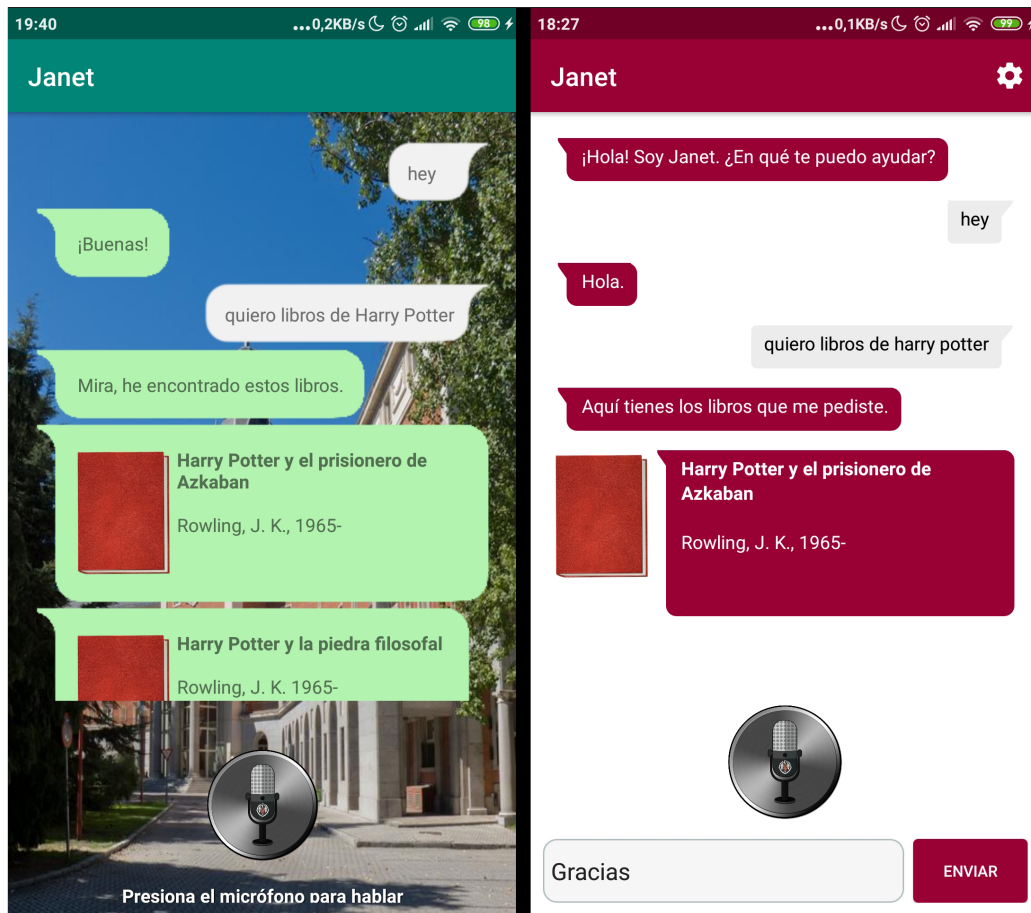 19:40
...0,2KB/s
98
Janet
hey
¡Buenas!
quiero libros de Harry Potter
Mira, he encontrado estos libros.
Harry Potter y el prisionero de
Azkaban
Rowling, J. K., 1965-
Harry Potter y la piedra filosofal
Rowling, J. K. 1965-
Presiona el micrófono para hablar
18:27
...0,1KB/s
99
Janet
¡Hola! Soy Janet. ¿En qué te puedo ayudar?
hey
Hola.
quiero libros de harry potter
Aquí tienes los libros que me pediste.
Harry Potter y el prisionero de
Azkaban
Rowling, J. K., 1965-
Gracias
ENVIAR